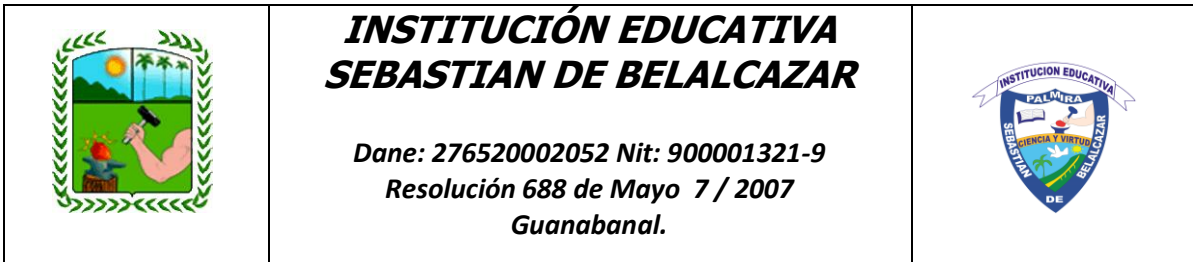 INSTITUCIÓN EDUCATIVA
SEBASTIAN DE BELALCAZAR
Dane: 276520002052 Nit: 900001321-9
Resolución 688 de Mayo 7 / 2007
Guanabanal.
INSTITUCION EDUCATIVA
PALMIRA
CIENCIA Y VIRTUD
SEBASTIAN
DE
BELALCAZAR